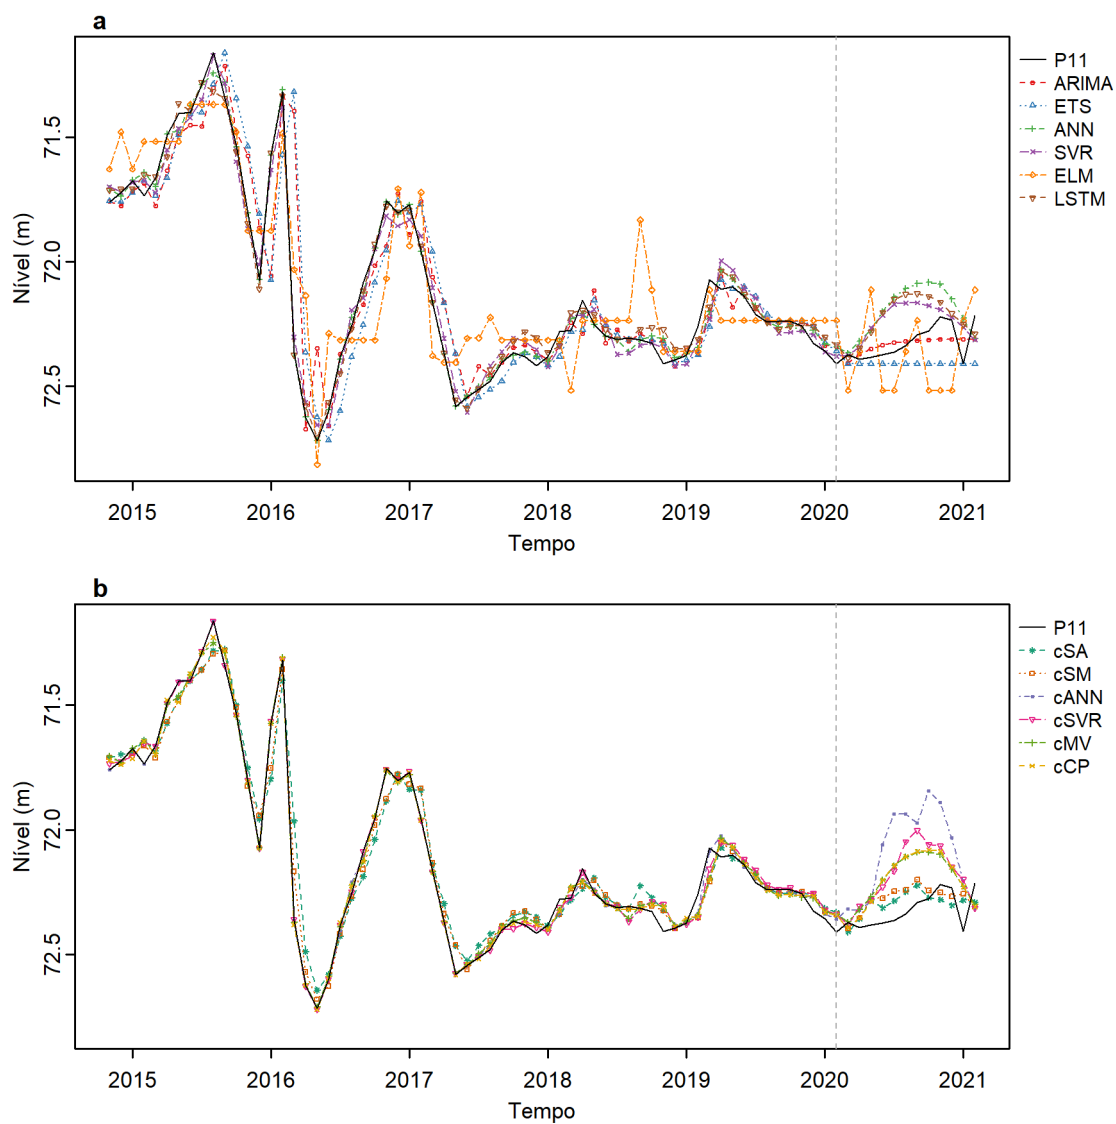 a
P11
ARIMA
ETS
ANN
SVR
ELM
LSTM
Nível (m)
71.5
72.0
72.5
2015 2016 2017 2018 2019 2020 2021
Tempo
b
P11
cSA
cSM
cANN
cSVR
cMV
cCP
Nível (m)
71.5
72.0
72.5
2015 2016 2017 2018 2019 2020 2021
Tempo